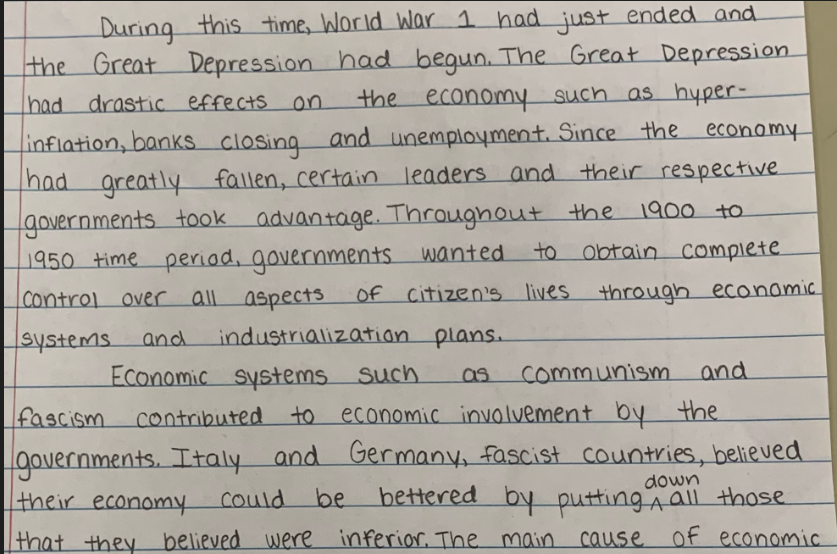 During this time, World War 1 had just ended and
the Great Depression had begun. The Great Depression
had drastic effects on the economy such as hyper-
inflation, banks closing and unemployment. Since the economy
had greatly fallen, certain leaders and their respective
governments took advantage. Throughout the 1900 to
1950 time period, governments wanted to obtain complete
control over all aspects of citizen's lives through economic
systems and industrialization plans.
Economic systems such as communism and
fascism contributed to economic involvement by the
governments. Italy and Germany, fascist countries, believed
their economy could be bettered by putting ^down all those
that they believed were inferior. The main cause of economic